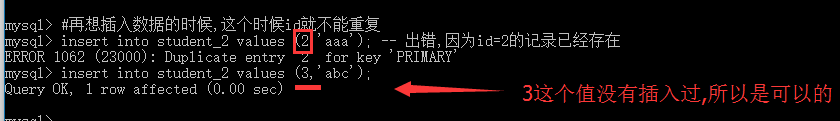 mysql> #再想插入数据的时候,这个时候id就不能重复
mysql> insert into student_2 values (2,'aaa'); -- 出错,因为id=2的记录已经存在
ERROR 1062 (23000): Duplicate entry '2' for key 'PRIMARY'
mysql> insert into student_2 values (3,'abc');
Query OK, 1 row affected (0.00 sec)
3这个值没有插入过,所以是可以的
mysql>